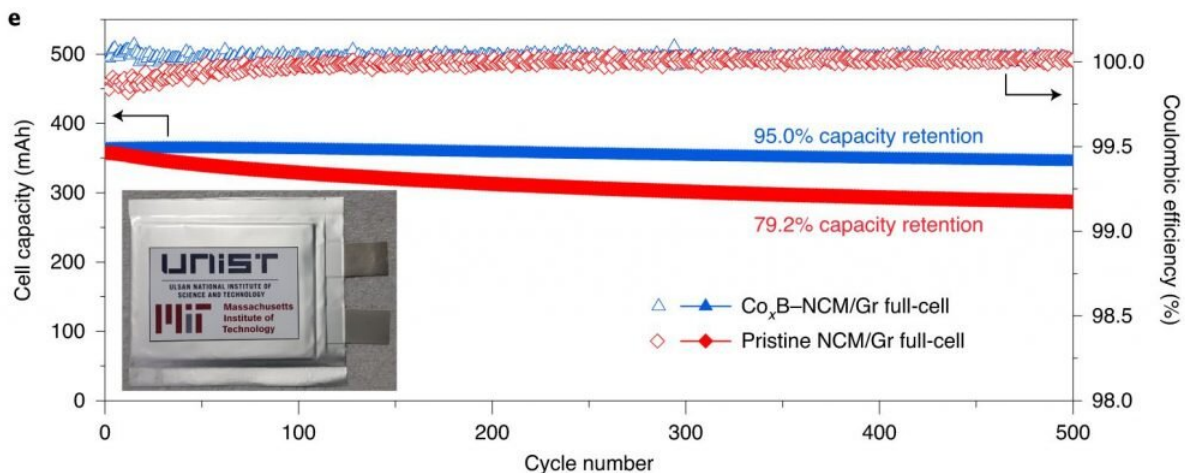 e
Cell capacity (mAh)
500
400
300
200
100
0
100.0
99.5
99.0
98.5
98.0
Coulombic efficiency (%)
95.0% capacity retention
79.2% capacity retention
UNIST
ULSAN NATIONAL INSTITUTE OF
SCIENCE AND TECHNOLOGY
MIT
Massachusetts
Institute of
Technology
CoₓB–NCM/Gr full-cell
Pristine NCM/Gr full-cell
0 100 200 300 400 500
Cycle number